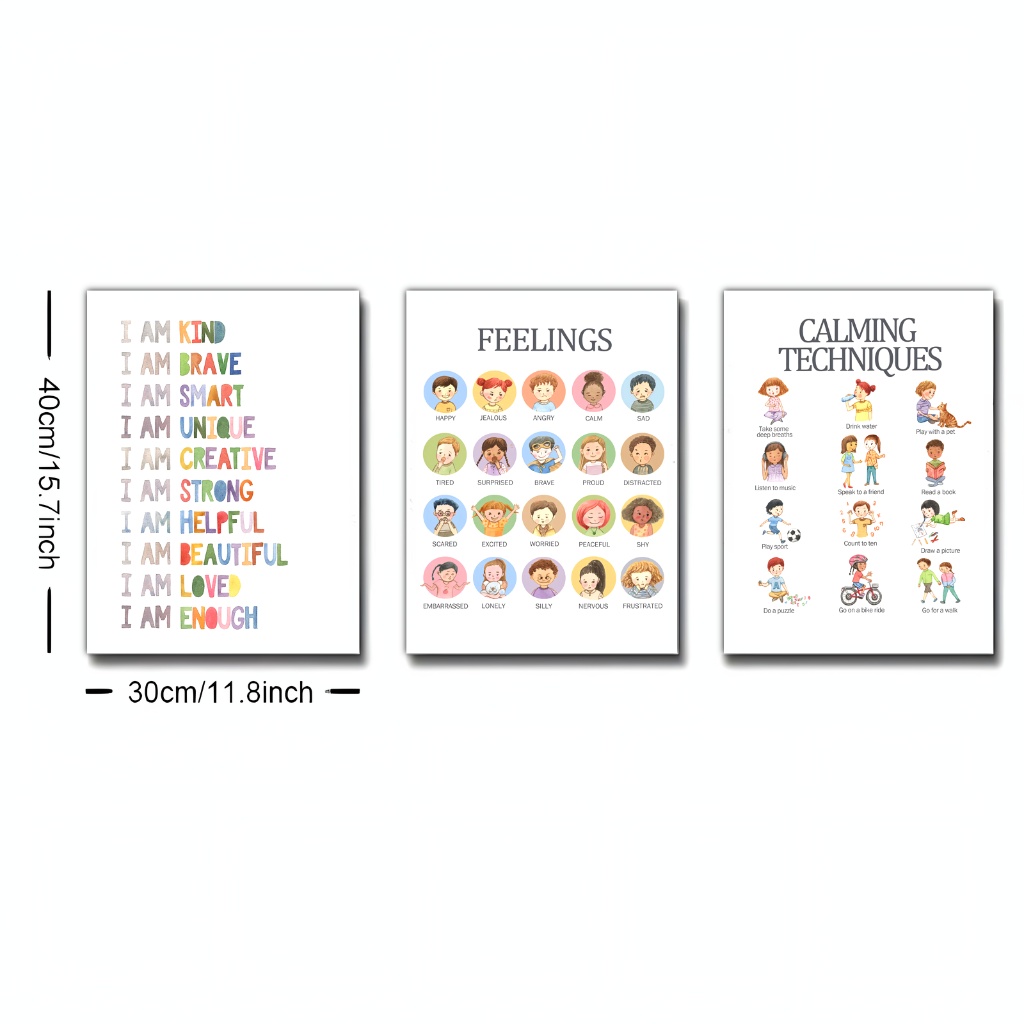 40cm/15.7inch
I AM KIND
I AM BRAVE
I AM SMART
I AM UNIQUE
I AM CREATIVE
I AM STRONG
I AM HELPFUL
I AM BEAUTIFUL
I AM LOVED
I AM ENOUGH
30cm/11.8inch
FEELINGS
HAPPY JEALOUS ANGRY CALM SAD
TIRED SURPRISED BRAVE PROUD DISTRACTED
SCARED EXCITED WORRIED PEACEFUL SHY
EMBARRASSED LONELY SILLY NERVOUS FRUSTRATED
CALMING
TECHNIQUES
Take some
deep breaths
Drink water
Play with a pet
Listen to music
Speak to a friend
Read a book
Play sport
Count to ten
Draw a picture
Do a puzzle
Go on a bike ride
Go for a walk